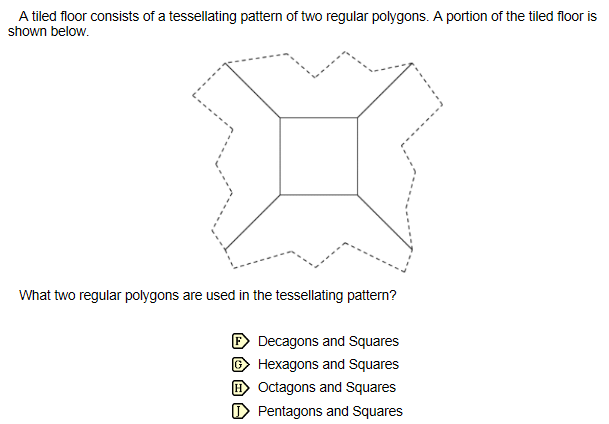 A tiled floor consists of a tessellating pattern of two regular polygons. A portion of the tiled floor is
shown below.
What two regular polygons are used in the tessellating pattern?
F Decagons and Squares
G Hexagons and Squares
H Octagons and Squares
J Pentagons and Squares